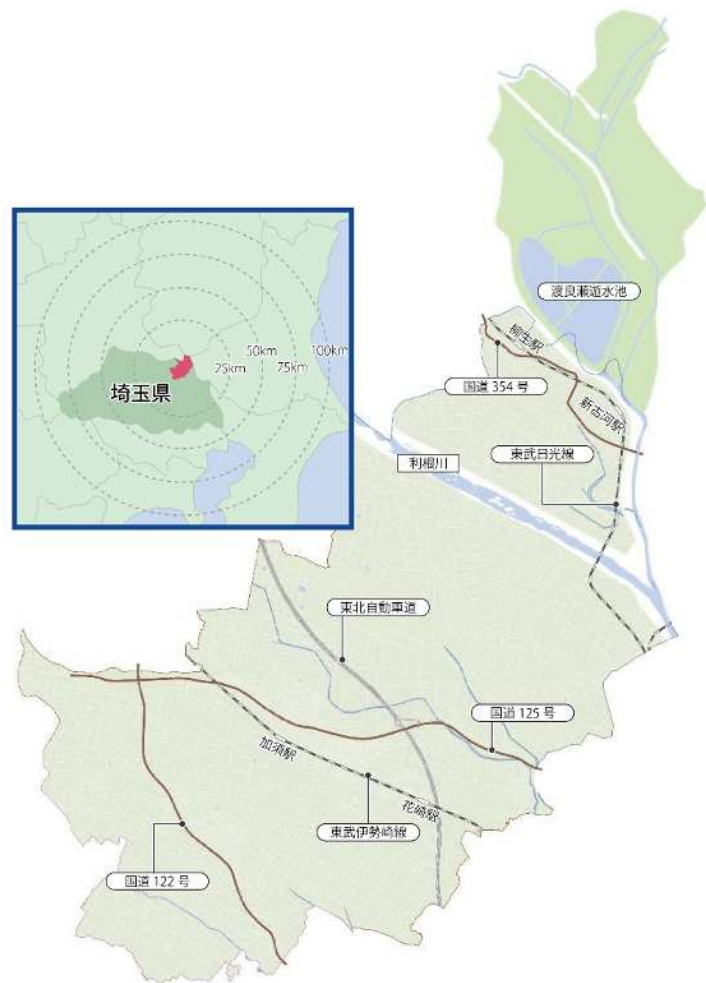 渡良瀬遊水池
柳生駅
国道 354 号
新古河駅
東武日光線
利根川
埼玉県
25km
50km
75km
100km
東北自動車道
国道 125 号
加須駅
花崎駅
東武伊勢崎線
国道 122 号